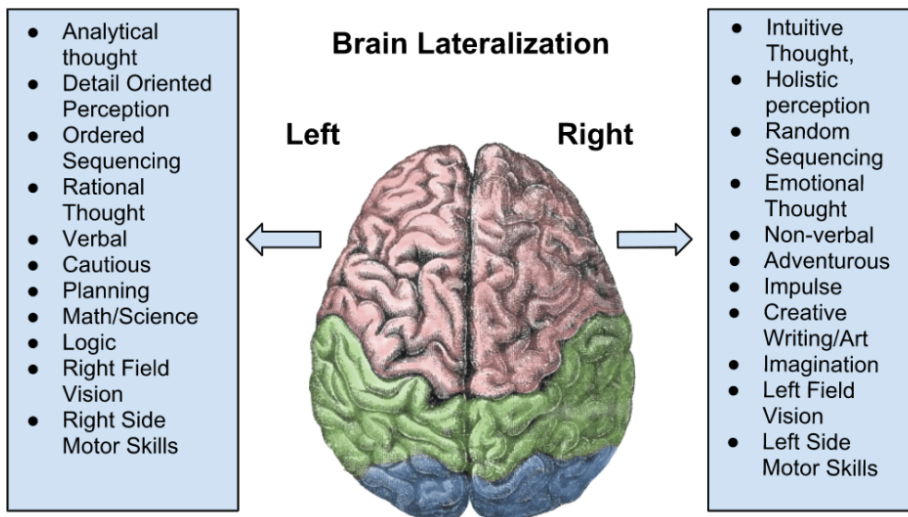 Brain Lateralization
Left
Right
● Analytical
thought
● Detail Oriented
Perception
● Ordered
Sequencing
● Rational
Thought
● Verbal
● Cautious
● Planning
● Math/Science
● Logic
● Right Field
Vision
● Right Side
Motor Skills
● Intuitive
Thought,
● Holistic
perception
● Random
Sequencing
● Emotional
Thought
● Non-verbal
● Adventurous
● Impulse
● Creative
Writing/Art
● Imagination
● Left Field
Vision
● Left Side
Motor Skills